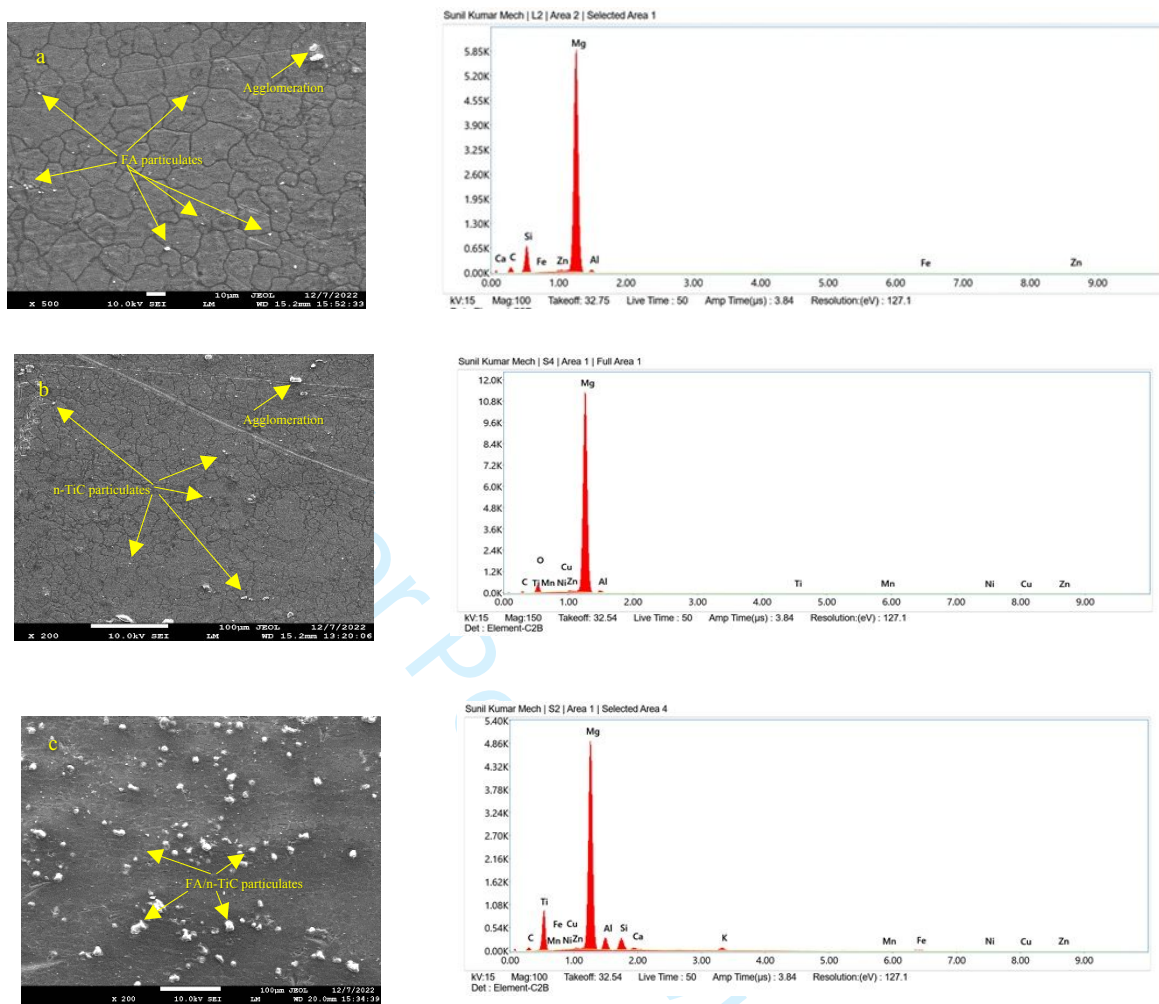 a
Agglomeration
FA particulates
X 500 10.0kV SEI LM 10µm JEOL 12/7/2022
WD 15.2mm 15:52:33
Sunil Kumar Mech | L2 | Area 2 | Selected Area 1
5.85K
5.20K
4.55K
3.90K
3.25K
2.60K
1.95K
1.30K
0.65K
0.00K
Mg
Ca C Si Fe Zn Al Fe Zn
0.00 1.00 2.00 3.00 4.00 5.00 6.00 7.00 8.00 9.00
kV:15 Mag:100 Takeoff: 32.75 Live Time : 50 Amp Time(µs) : 3.84 Resolution:(eV) : 127.1
b
Agglomeration
n-TiC particulates
X 200 10.0kV SEI LM 100µm JEOL 12/7/2022
WD 15.2mm 13:20:06
Sunil Kumar Mech | S4 | Area 1 | Full Area 1
12.0K
10.8K
9.6K
8.4K
7.2K
6.0K
4.8K
3.6K
2.4K
1.2K
0.0K
Mg
O
Cu
C Ti Mn Ni Zn Al Ti Mn Ni Cu Zn
0.00 1.00 2.00 3.00 4.00 5.00 6.00 7.00 8.00 9.00
kV:15 Mag:150 Takeoff: 32.54 Live Time : 50 Amp Time(µs) : 3.84 Resolution:(eV) : 127.1
Det : Element-C2B
c
FA/n-TiC particulates
X 200 10.0kV SEI LM 100µm JEOL 12/7/2022
WD 20.0mm 15:34:39
Sunil Kumar Mech | S2 | Area 1 | Selected Area 4
5.40K
4.86K
4.32K
3.78K
3.24K
2.70K
2.16K
1.62K
1.08K
0.54K
0.00K
Mg
Ti
Fe Cu Al Si
C Mn Ni Zn Ca K Mn Fe Ni Cu Zn
0.00 1.00 2.00 3.00 4.00 5.00 6.00 7.00 8.00 9.00
kV:15 Mag:100 Takeoff: 32.54 Live Time : 50 Amp Time(µs) : 3.84 Resolution:(eV) : 127.1
Det : Element-C2B